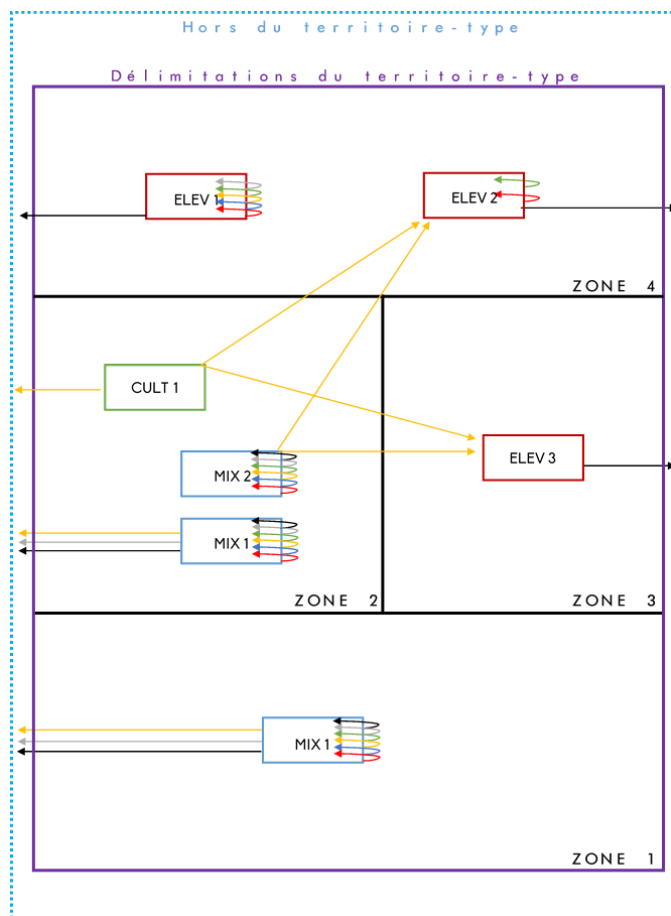 Hors du territoire-type
Délimitations du territoire-type
ELEV 1
ELEV 2
ZONE 4
CULT 1
ELEV 3
MIX 2
MIX 1
ZONE 2
ZONE 3
MIX 1
ZONE 1